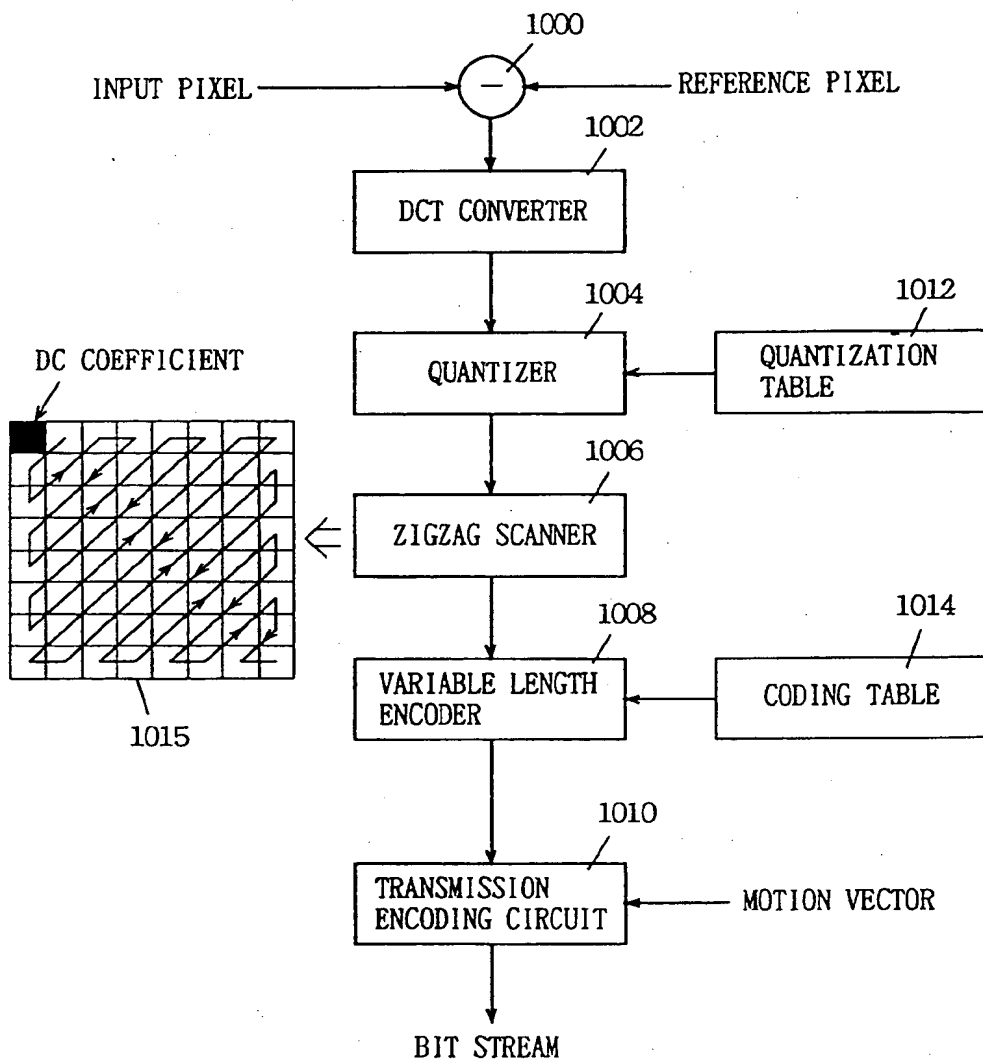 1000
INPUT PIXEL
−
REFERENCE PIXEL
1002
DCT CONVERTER
1004
1012
DC COEFFICIENT
QUANTIZER
QUANTIZATION
TABLE
1006
ZIGZAG SCANNER
1008
1014
VARIABLE LENGTH
ENCODER
CODING TABLE
1015
1010
TRANSMISSION
ENCODING CIRCUIT
MOTION VECTOR
BIT STREAM